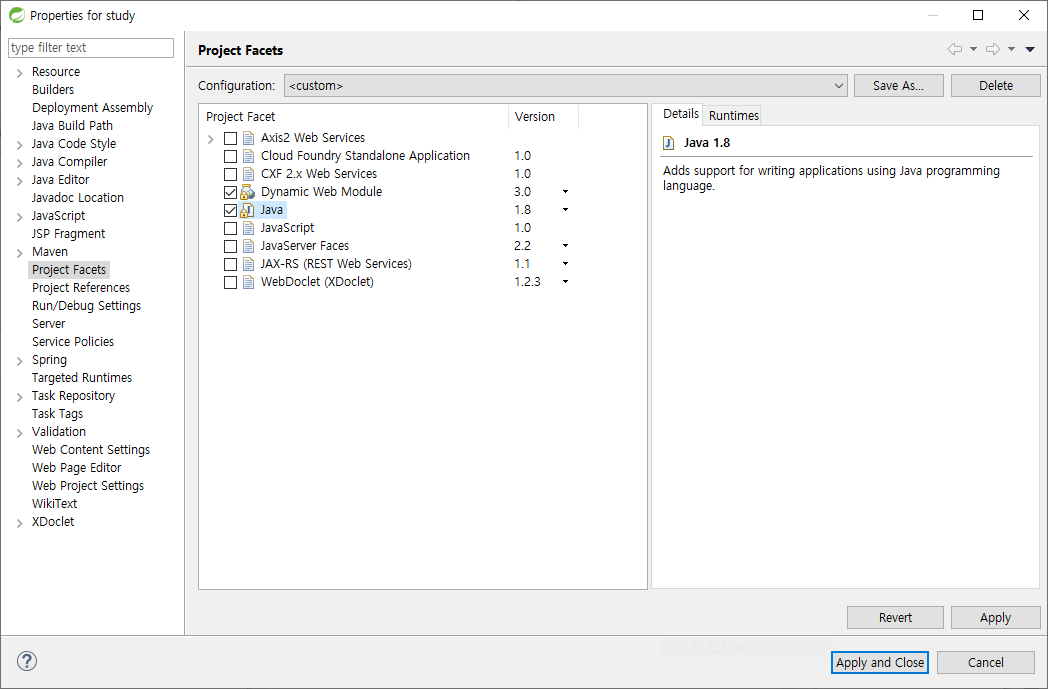 Properties for study
type filter text
Resource
Builders
Deployment Assembly
Java Build Path
Java Code Style
Java Compiler
Java Editor
Javadoc Location
JavaScript
JSP Fragment
Maven
Project Facets
Project References
Run/Debug Settings
Server
Service Policies
Spring
Targeted Runtimes
Task Repository
Task Tags
Validation
Web Content Settings
Web Page Editor
Web Project Settings
WikiText
XDoclet
Project Facets
Configuration: <custom> Save As... Delete
Project Facet Version
Axis2 Web Services
Cloud Foundry Standalone Application 1.0
CXF 2.x Web Services 1.0
Dynamic Web Module 3.0
Java 1.8
JavaScript 1.0
JavaServer Faces 2.2
JAX-RS (REST Web Services) 1.1
WebDoclet (XDoclet) 1.2.3
Details Runtimes
Java 1.8
Adds support for writing applications using Java programming
language.
Revert Apply
? Apply and Close Cancel